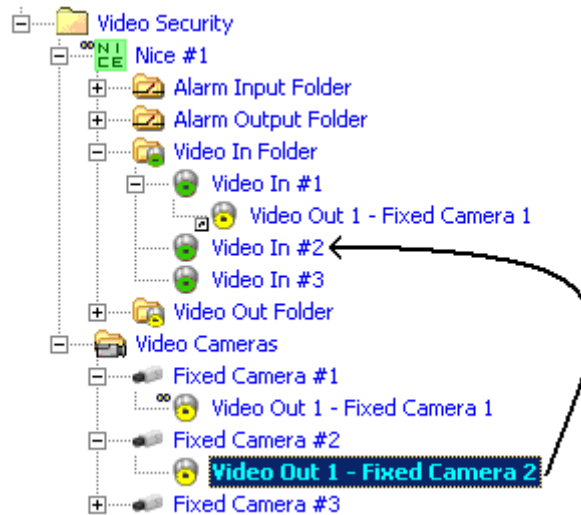 Video Security
NICE Nice #1
Alarm Input Folder
Alarm Output Folder
Video In Folder
Video In #1
Video Out 1 - Fixed Camera 1
Video In #2
Video In #3
Video Out Folder
Video Cameras
Fixed Camera #1
Video Out 1 - Fixed Camera 1
Fixed Camera #2
Video Out 1 - Fixed Camera 2
Fixed Camera #3